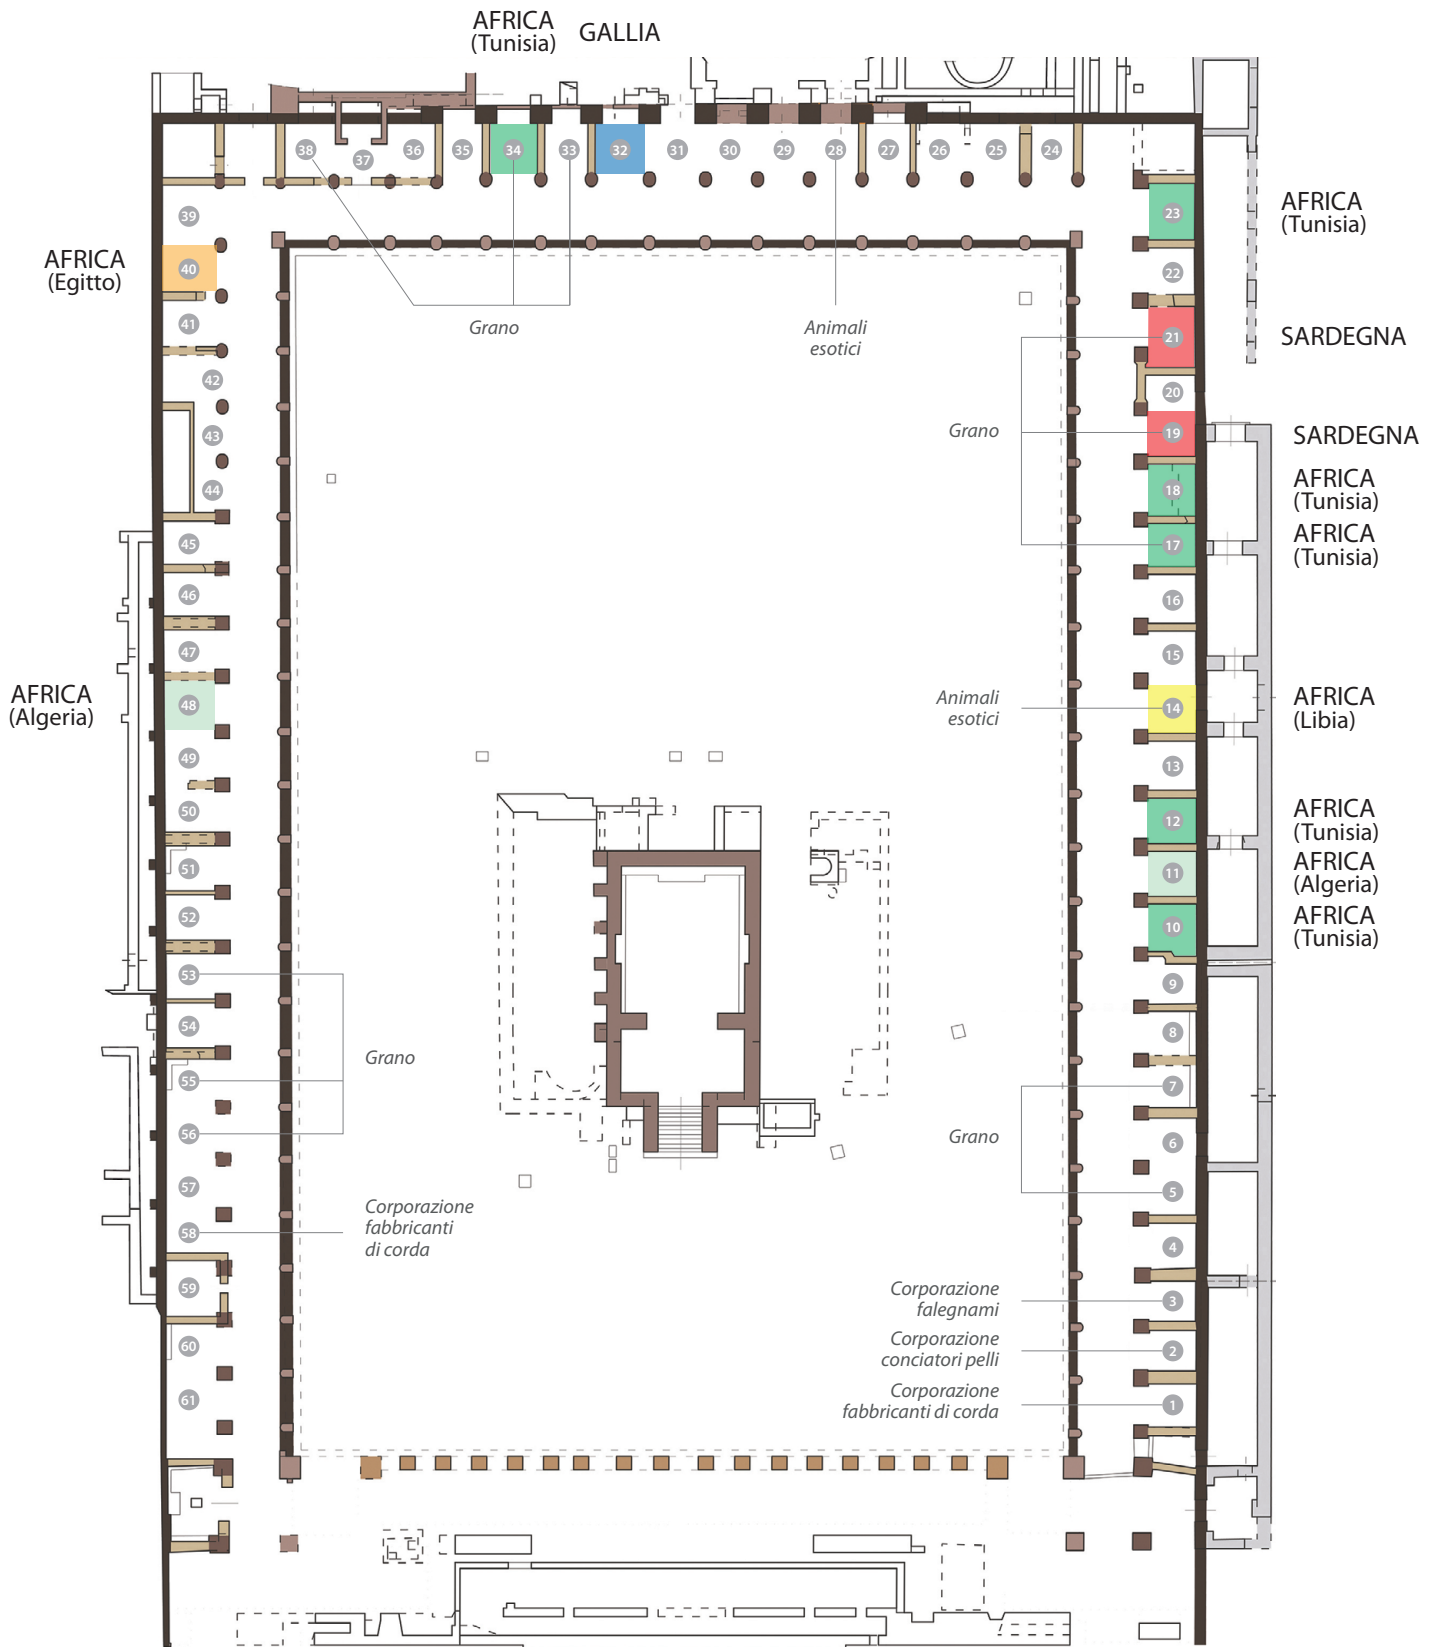 AFRICA
(Tunisia)
GALLIA
38
37
36
35
34
33
32
31
30
29
28
27
26
25
24
39
AFRICA
(Egitto)
40
41
42
43
44
45
46
47
AFRICA
(Algeria)
48
49
50
51
52
53
54
55
56
57
58
59
60
61
Grano
Animali
esotici
Grano
Animali
esotici
Grano
Corporazione
fabbricanti
di corda
Grano
Corporazione
falegnami
Corporazione
conciatori pelli
Corporazione
fabbricanti di corda
23
AFRICA
(Tunisia)
22
21
SARDEGNA
20
19
SARDEGNA
18
AFRICA
(Tunisia)
17
AFRICA
(Tunisia)
16
15
14
AFRICA
(Libia)
13
12
AFRICA
(Tunisia)
11
AFRICA
(Algeria)
10
AFRICA
(Tunisia)
9
8
7
6
5
4
3
2
1